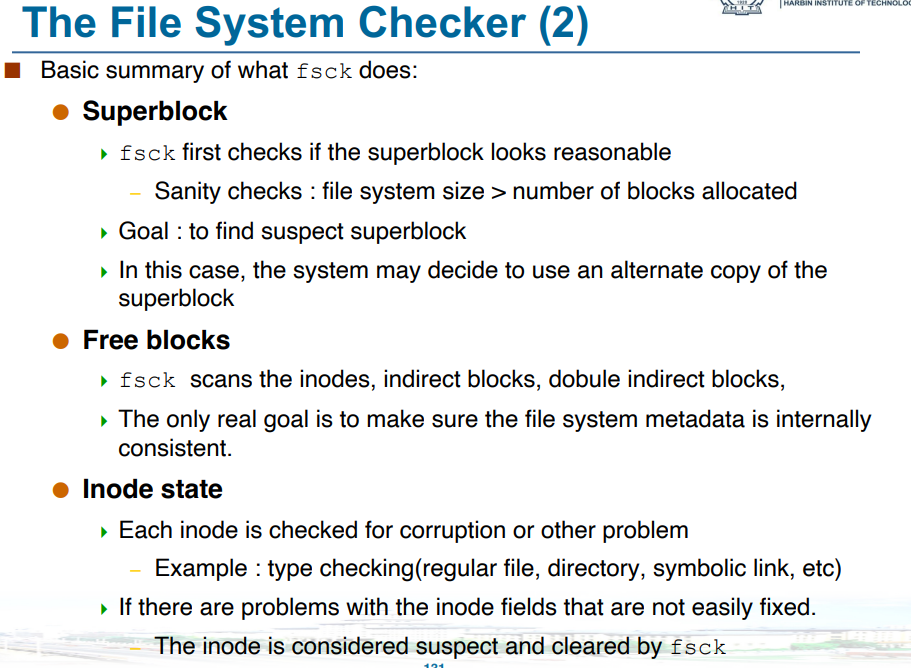 The File System Checker (2)
HARBIN INSTITUTE OF TECHNOLOG
Basic summary of what fsck does:
Superblock
fsck first checks if the superblock looks reasonable
– Sanity checks : file system size > number of blocks allocated
Goal : to find suspect superblock
In this case, the system may decide to use an alternate copy of the
superblock
Free blocks
fsck scans the inodes, indirect blocks, dobule indirect blocks,
The only real goal is to make sure the file system metadata is internally
consistent.
Inode state
Each inode is checked for corruption or other problem
– Example : type checking(regular file, directory, symbolic link, etc)
If there are problems with the inode fields that are not easily fixed.
– The inode is considered suspect and cleared by fsck